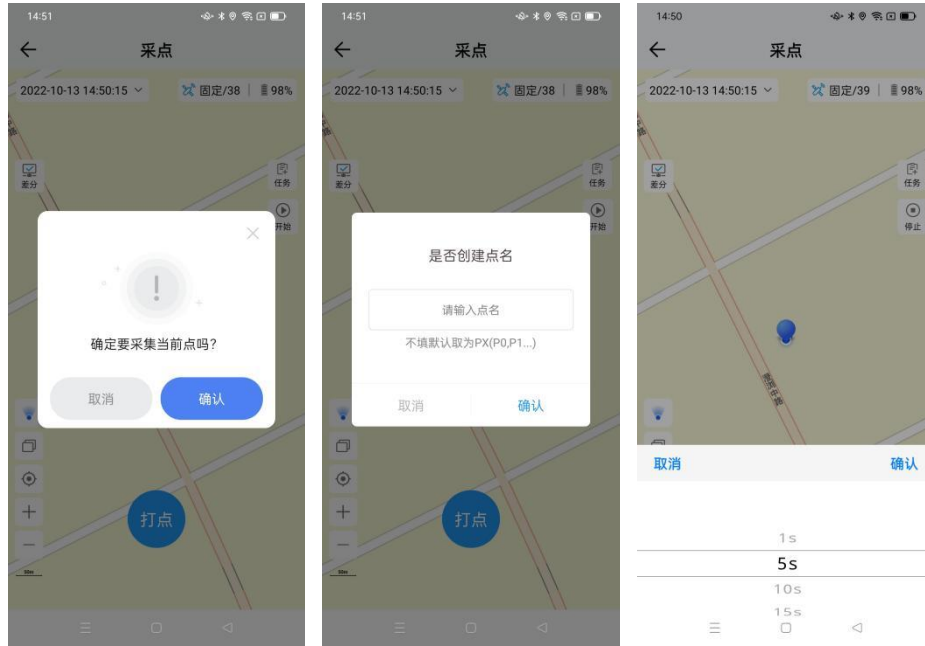 14:51
采点
2022-10-13 14:50:15
固定/38
98%
差分
任务
开始
确定要采集当前点吗?
取消
确认
打点
14:51
采点
2022-10-13 14:50:15
固定/38
98%
差分
任务
开始
是否创建点名
请输入点名
不填默认取为PX(P0,P1...)
取消
确认
打点
14:50
采点
2022-10-13 14:50:15
固定/39
98%
差分
任务
停止
取消
确认
1s
5s
10s
15s